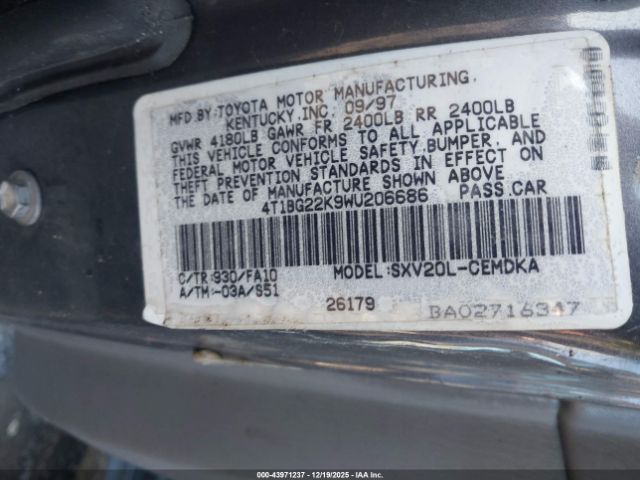 MFD.BY:TOYOTA MOTOR MANUFACTURING,
KENTUCKY,INC. 09/97
GVWR 4180LB GAWR FR 2400LB RR 2400LB
THIS VEHICLE CONFORMS TO ALL APPLICABLE
FEDERAL MOTOR VEHICLE SAFETY,BUMPER, AND
THEFT PREVENTION STANDARDS IN EFFECT ON
THE DATE OF MANUFACTURE SHOWN ABOVE
4T1BG22K9WU206686 PASS.CAR
C/TR:930/FA10 MODEL:SXV20L-CEMDKA
A/TM:-03A/S51
26179 BA02716347
000-43971237 - 12/19/2025 - IAAC